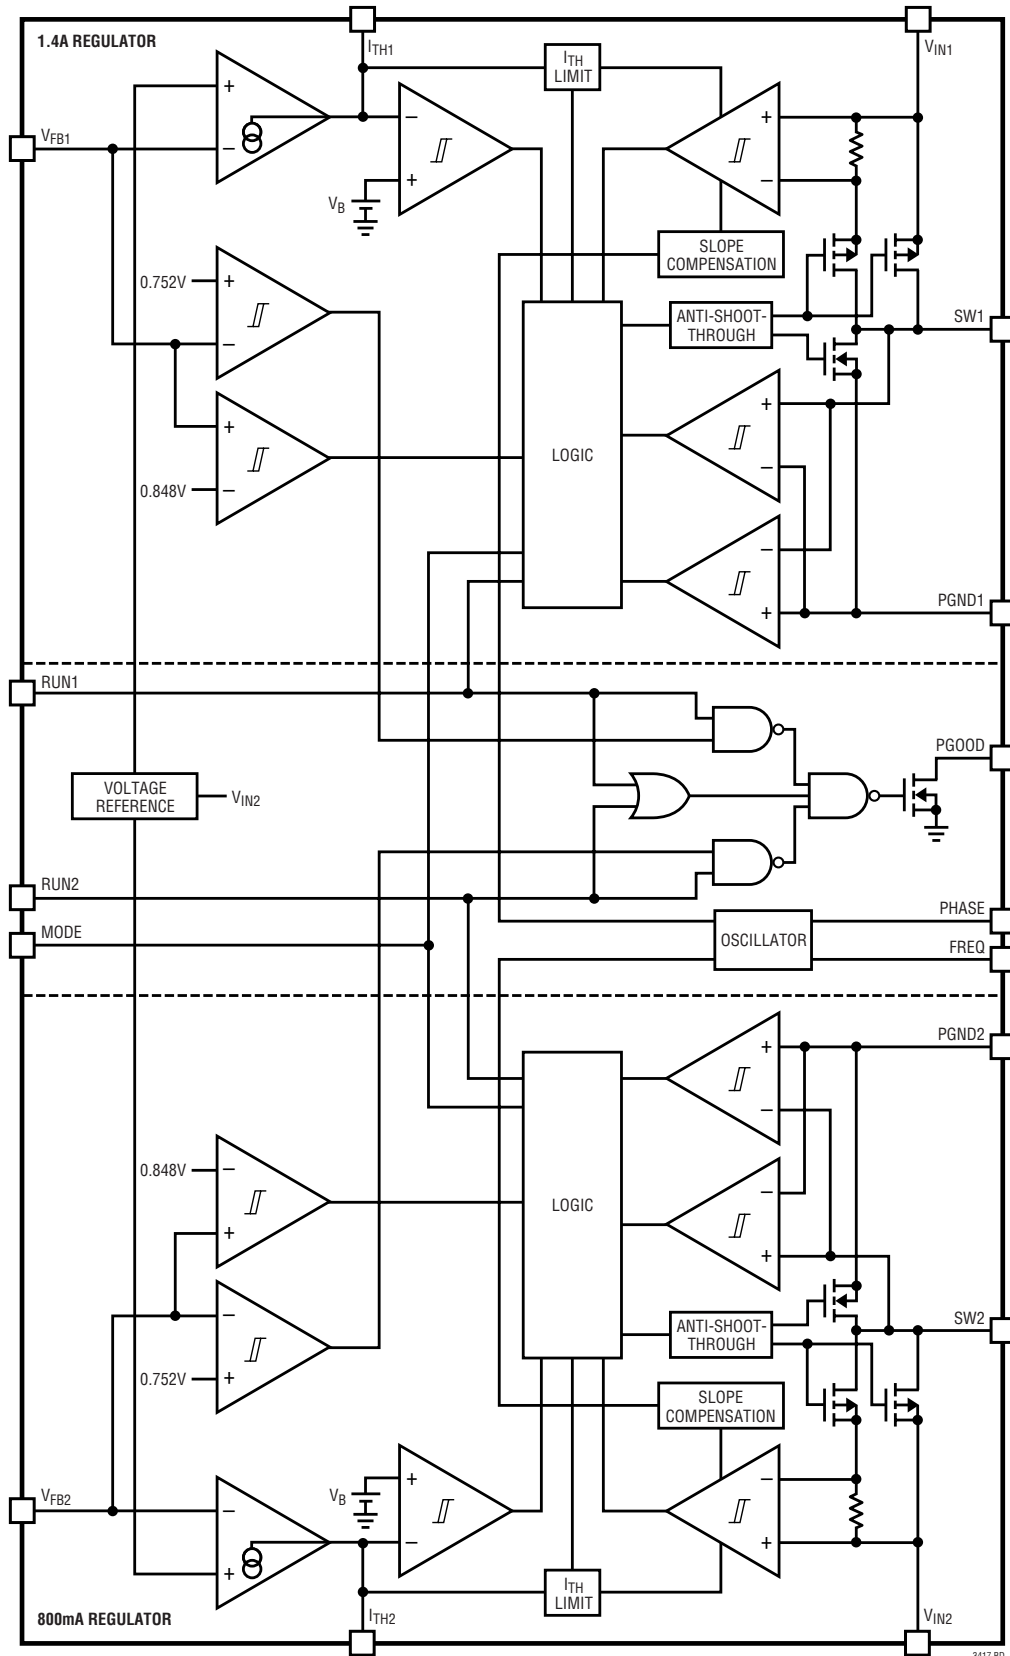 1.4A REGULATOR
ITH1
VIN1
ITH
LIMIT
+
−
+
VFB1
−
−
+
VB
SLOPE
COMPENSATION
0.752V
+
−
ANTI-SHOOT-
THROUGH
SW1
+
+
LOGIC
−
0.848V
−
−
+
PGND1
RUN1
PGOOD
VOLTAGE
REFERENCE
VIN2
RUN2
PHASE
MODE
OSCILLATOR
FREQ
PGND2
+
−
0.848V
−
−
LOGIC
+
+
−
ANTI-SHOOT-
THROUGH
SW2
0.752V
+
SLOPE
COMPENSATION
+
−
VFB2
VB
−
−
+
+
ITH
LIMIT
800mA REGULATOR
ITH2
VIN2
3417 BD